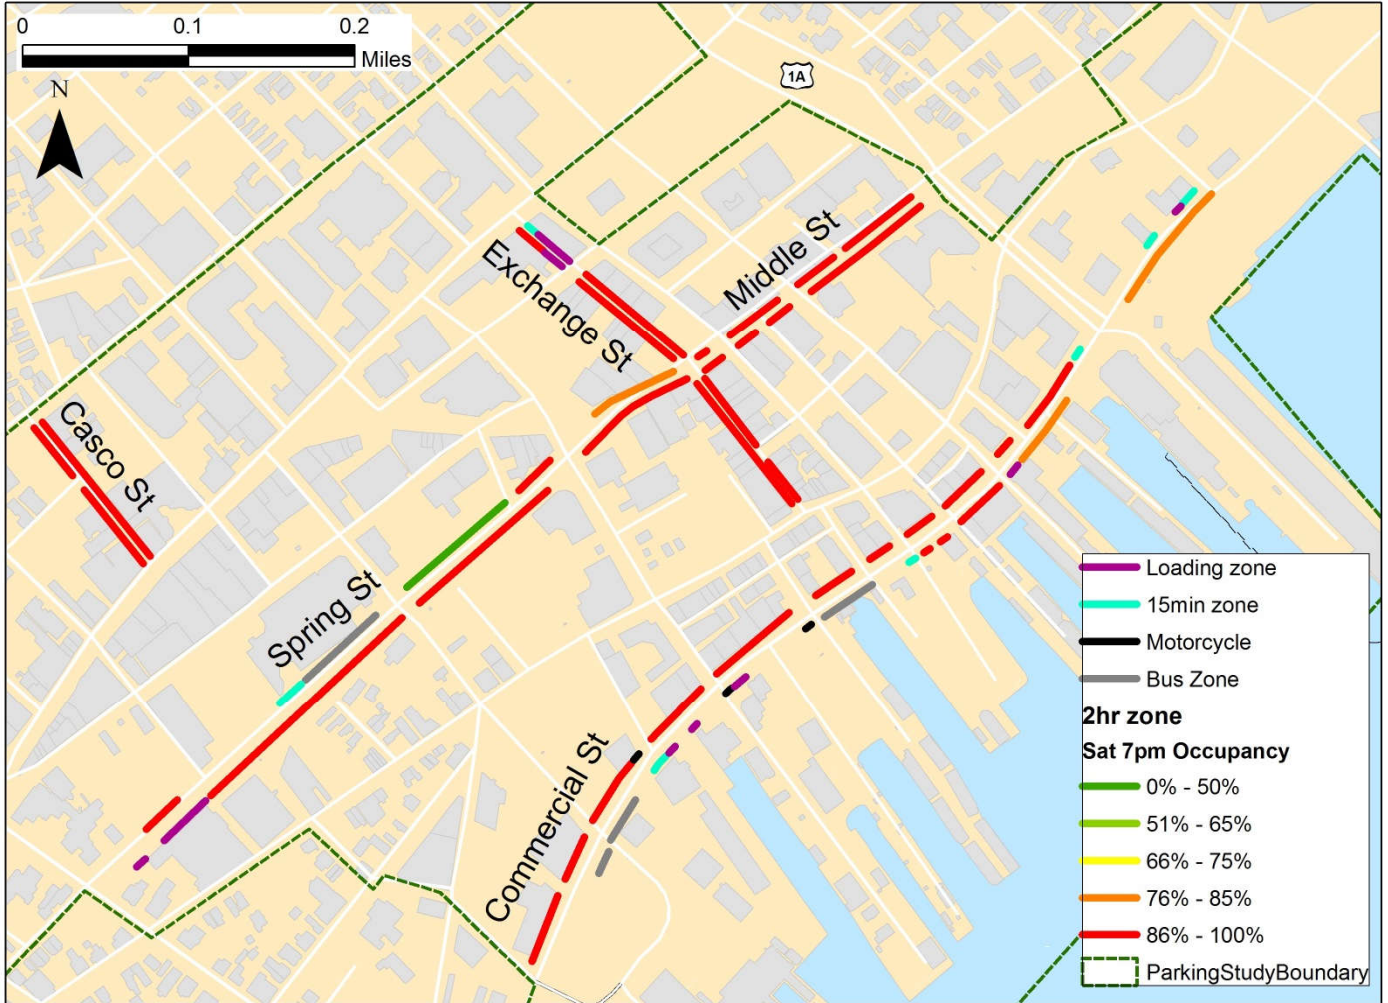 0 0.1 0.2
Miles
N
1A
Middle St
Exchange St
Casco St
Spring St
Commercial St
Loading zone
15min zone
Motorcycle
Bus Zone
2hr zone
Sat 7pm Occupancy
0% - 50%
51% - 65%
66% - 75%
76% - 85%
86% - 100%
ParkingStudyBoundary